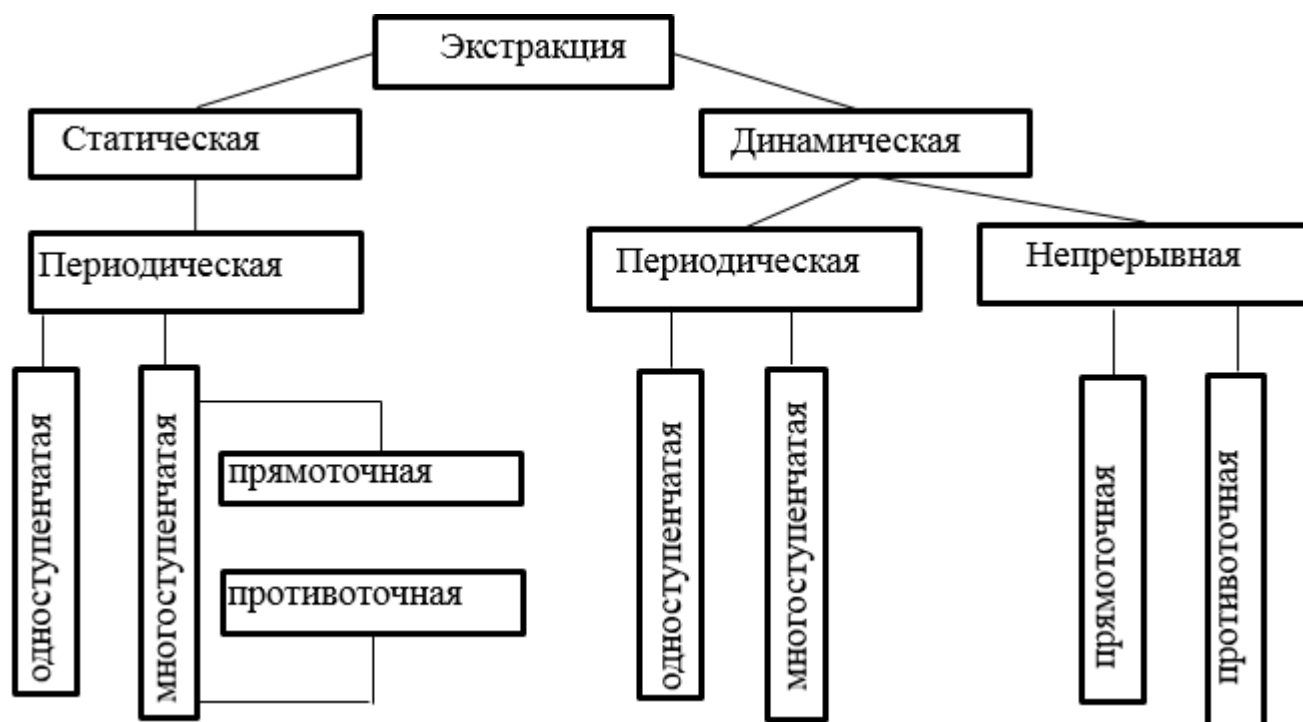 Экстракция
Статическая
Динамическая
Периодическая
Периодическая
Непрерывная
одноступенчатая
многоступенчатая
прямоточная
противоточная
одноступенчатая
многоступенчатая
прямоточная
противоточная